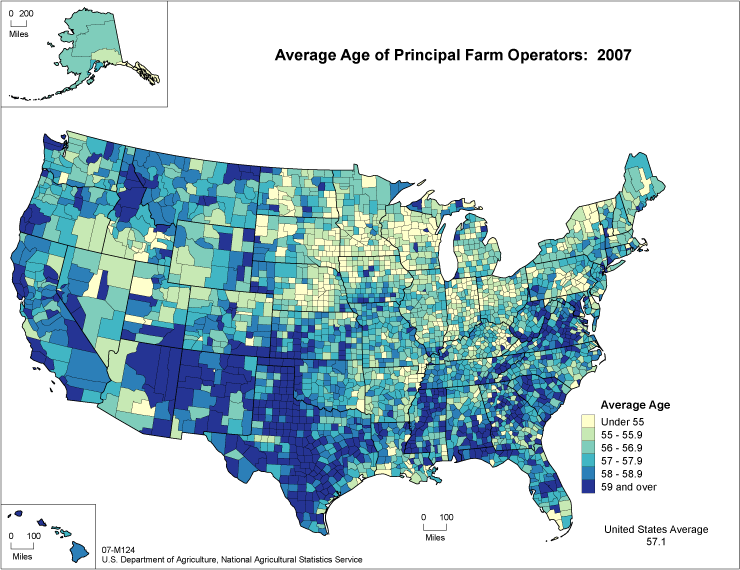 0 200
Miles
Average Age of Principal Farm Operators: 2007
Average Age
Under 55
55 - 55.9
56 - 56.9
57 - 57.9
58 - 58.9
59 and over
0 100
Miles
0 100
Miles
United States Average
57.1
07-M124
U.S. Department of Agriculture, National Agricultural Statistics Service